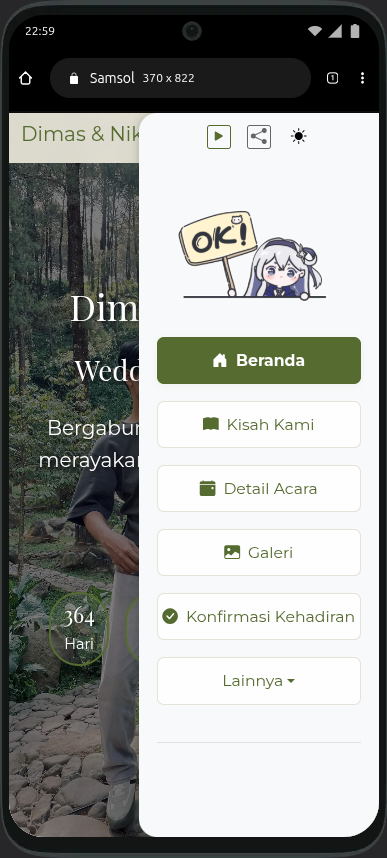 22:59
Samsol 370 x 822
1
Dimas & Nik
OK!
Dim
Wedd
Bergabur
merayakar
364
Hari
Beranda
Kisah Kami
Detail Acara
Galeri
Konfirmasi Kehadiran
Lainnya